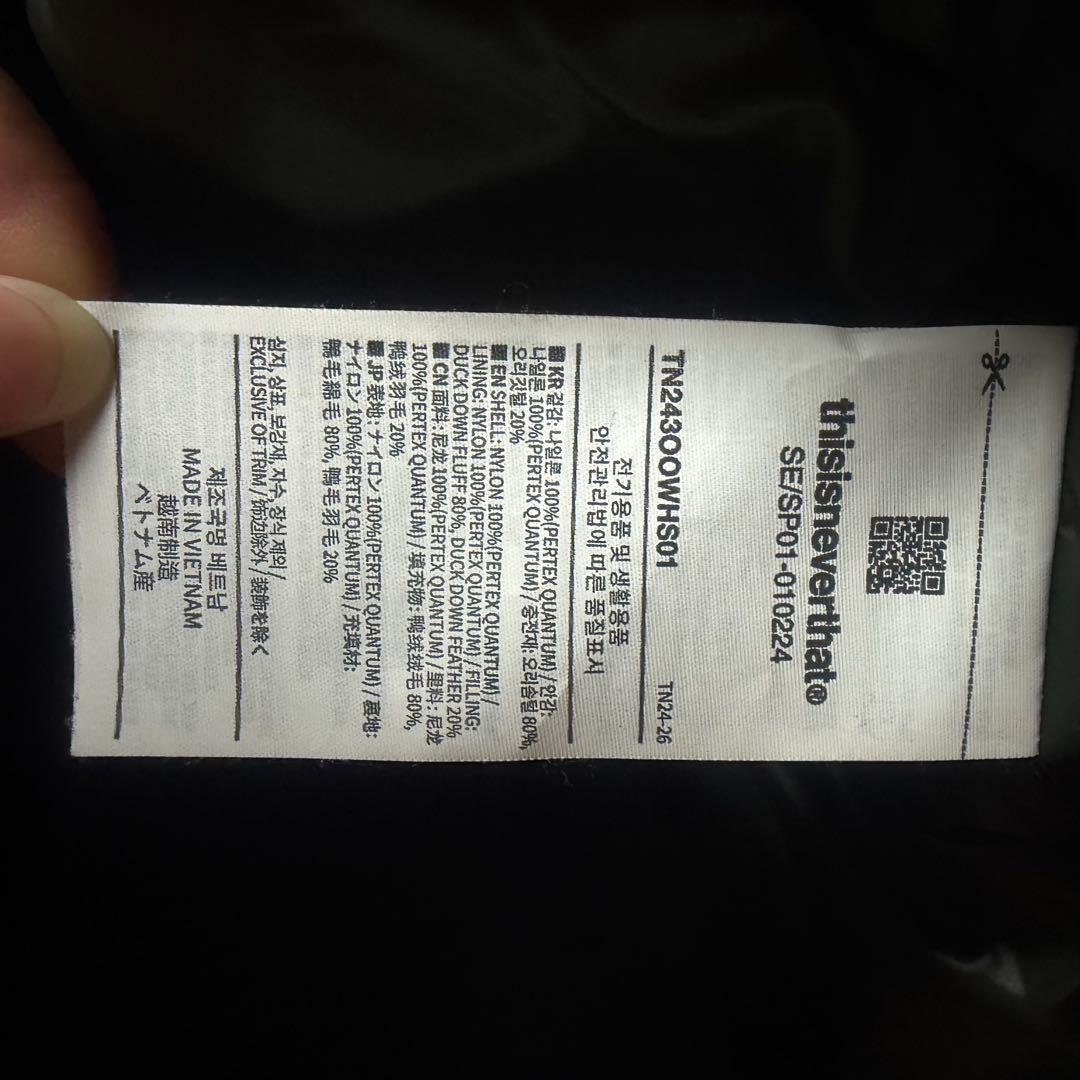 thisisneverthat®
SE/SP01-010224
TN243OOWHS01 TN24-26
전기용품 및 생활용품
안전관리법에 따른 품질표시
■ KR 겉감: 나일론 100%(PERTEX QUANTUM) / 안감:
나일론 100%(PERTEX QUANTUM) / 충전재: 오리솜털 80%,
오리깃털 20%
■ EN SHELL: NYLON 100%(PERTEX QUANTUM) /
LINING: NYLON 100%(PERTEX QUANTUM) / FILLING:
DUCK DOWN FLUFF 80%, DUCK DOWN FEATHER 20%
■ CN 面料: 尼龙 100%(PERTEX QUANTUM) / 里料: 尼龙
100%(PERTEX QUANTUM) / 填充物: 鸭绒绒毛 80%,
鸭绒羽毛 20%
■ JP 表地: ナイロン 100%(PERTEX QUANTUM) / 裏地:
ナイロン 100%(PERTEX QUANTUM) / 充填材:
鴨毛綿毛 80%, 鴨毛羽毛 20%
심지, 상표, 보강재, 자수, 장식 제외 /
EXCLUSIVE OF TRIM / 饰边除外 / 装飾を除く
제조국명 베트남
MADE IN VIETNAM
越南制造
ベトナム産